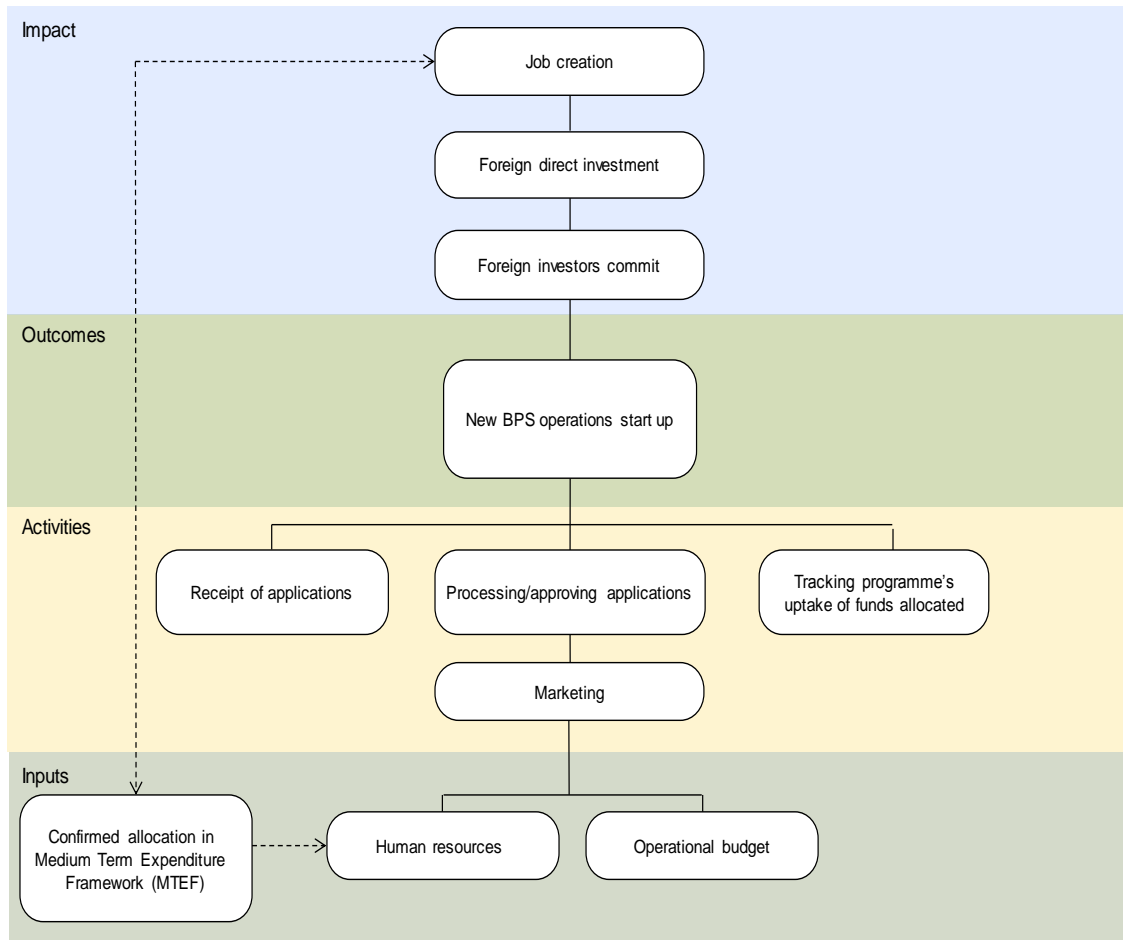 Impact
Job creation
Foreign direct investment
Foreign investors commit
Outcomes
New BPS operations start up
Activities
Receipt of applications
Processing/approving applications
Tracking programme's
uptake of funds allocated
Marketing
Inputs
Confirmed allocation in
Medium Term Expenditure
Framework (MTEF)
Human resources
Operational budget